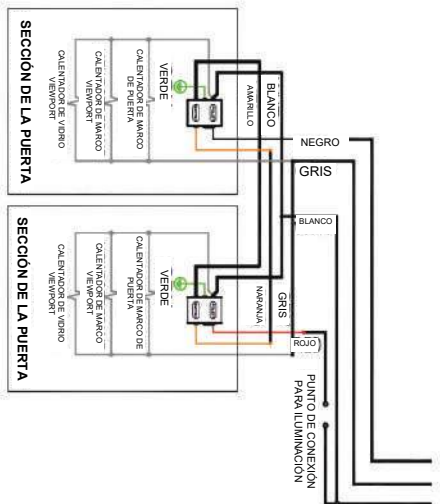 SECCIÓN DE LA PUERTA
CALENTADOR DE VIDRIO
VIEWPORT
CALENTADOR DE MARCO
VIEWPORT
CALENTADOR DE MARCO
DE PUERTA
VERDE
AMARILLO
BLANCO
NEGRO
GRIS
BLANCO
SECCIÓN DE LA PUERTA
CALENTADOR DE VIDRIO
VIEWPORT
CALENTADOR DE MARCO
VIEWPORT
CALENTADOR DE MARCO DE
PUERTA
VERDE
NARANJA
GRIS
ROJO
PUNTO DE CONEXIÓN
PARA ILUMINACIÓN